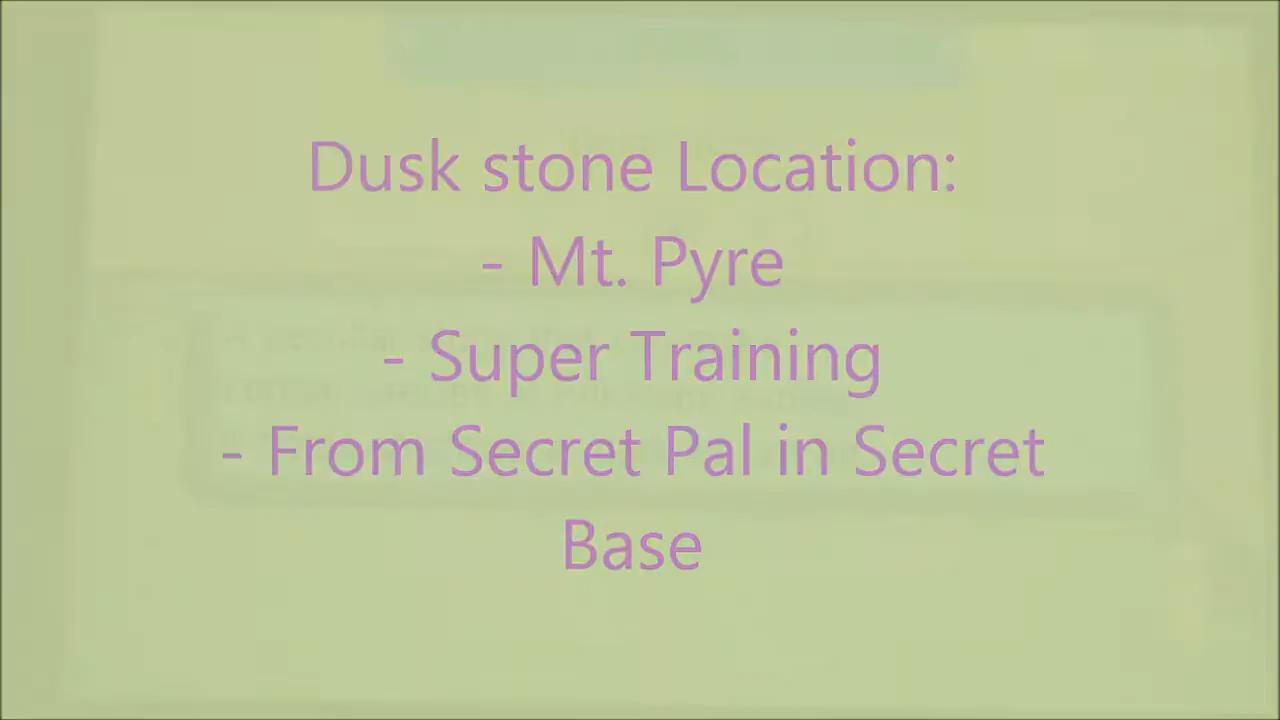 Dusk stone Location:
- Mt. Pyre
- Super Training
- From Secret Pal in Secret
Base